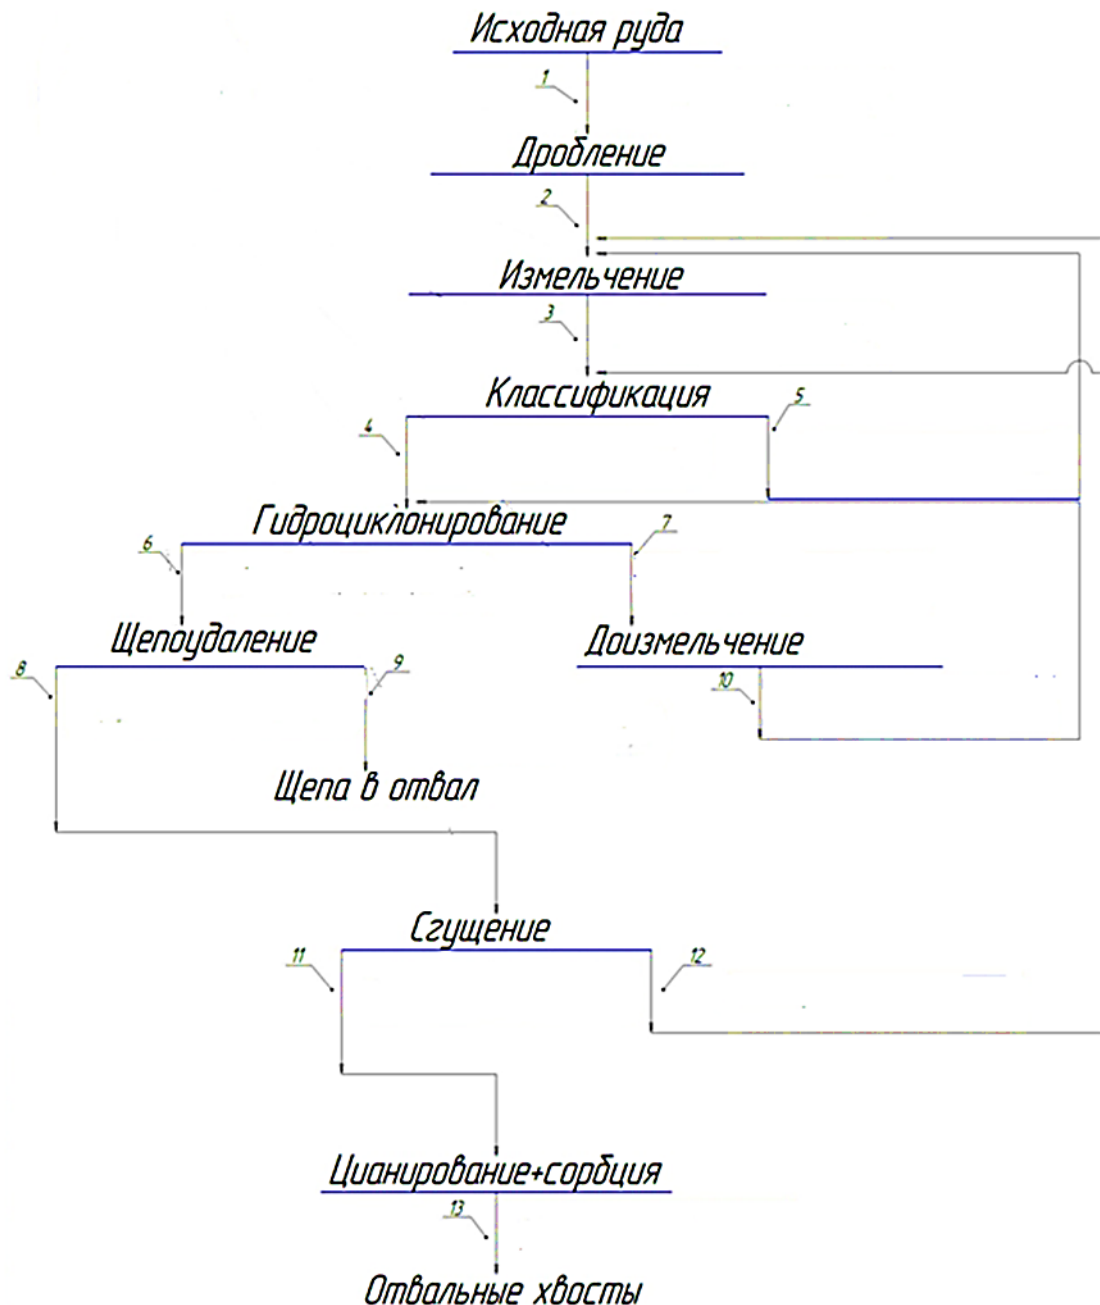 Исходная руда
1
Дробление
2
Измельчение
3
Классификация
4
5
Гидроциклонирование
6
7
Щепоудаление
Доизмельчение
8
9
10
Щепа в отвал
Сгущение
11
12
Цианирование+сорбция
13
Отвальные хвосты